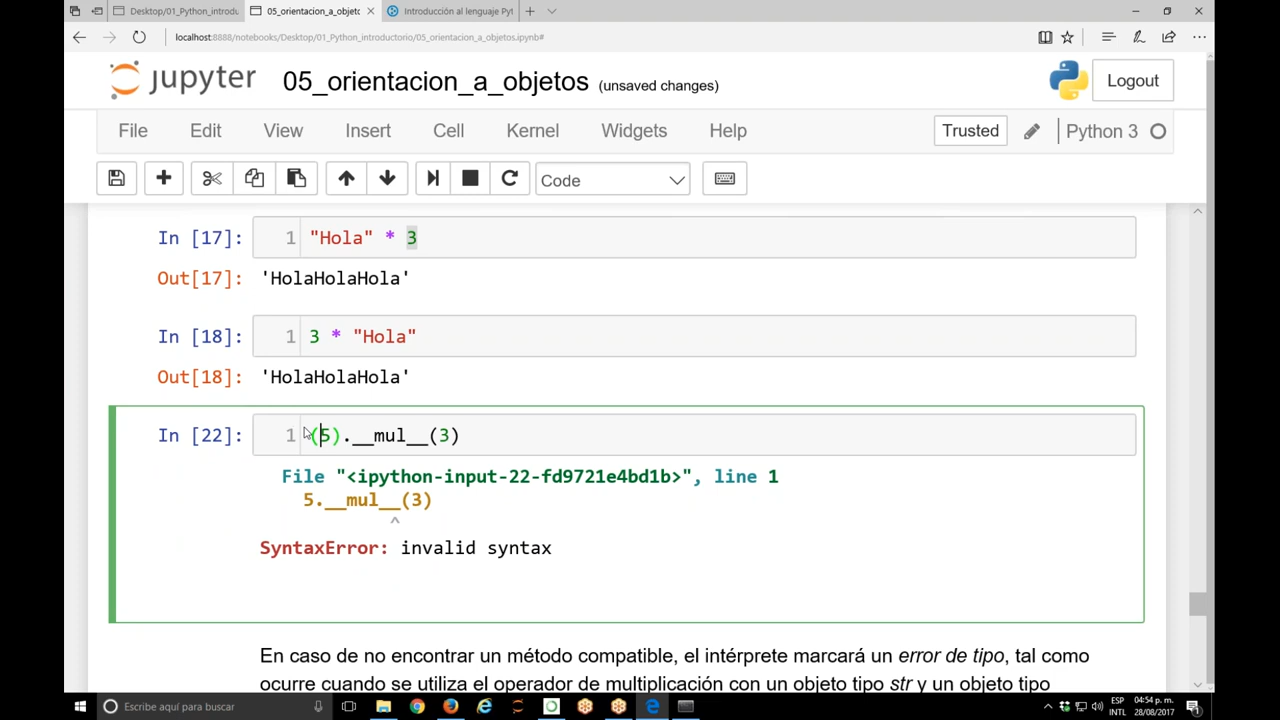 Desktop/01_Python_introdu
05_orientacion_a_objeto
Introducción al lenguaje Pyt
localhost:8888/notebooks/Desktop/01_Python_introductorio/05_orientacion_a_objetos.ipynb#
jupyter
05_orientacion_a_objetos (unsaved changes)
Logout
File Edit View Insert Cell Kernel Widgets Help
Trusted
Python 3
Code
In [17]: 1 "Hola" * 3
Out[17]: 'HolaHolaHola'
In [18]: 1 3 * "Hola"
Out[18]: 'HolaHolaHola'
In [22]: 1 (5).__mul__(3)
File "<ipython-input-22-fd9721e4bd1b>", line 1
5.__mul__(3)
^
SyntaxError: invalid syntax
En caso de no encontrar un método compatible, el intérprete marcará un error de tipo, tal como
ocurre cuando se utiliza el operador de multiplicación con un objeto tipo str y un objeto tipo
Escribe aquí para buscar
ESP
INTL
04:54 p. m.
28/08/2017